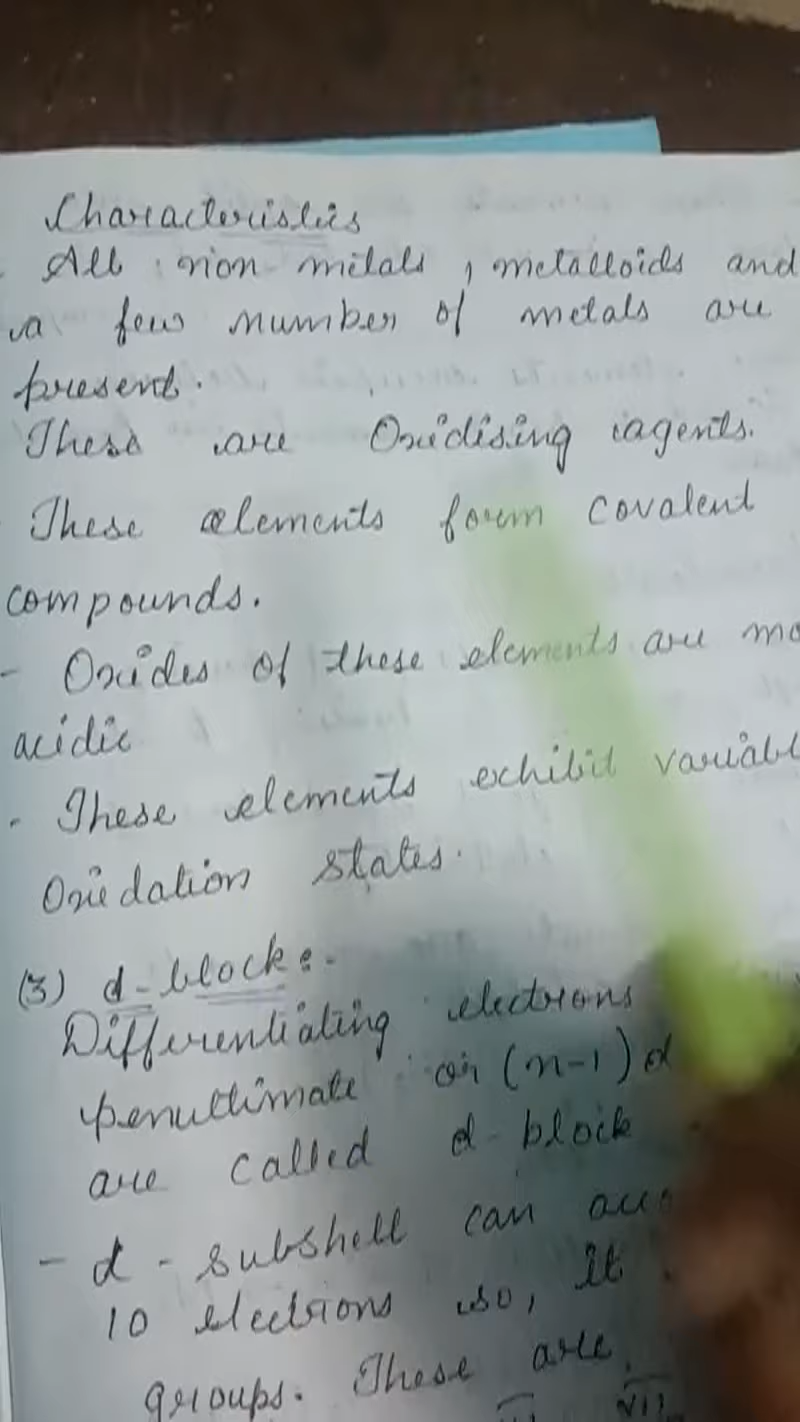 Characteristics
- All non metals, metalloids and
a few number of metals are
present.
These are Oxidising agents.
- These elements form covalent
compounds.
- Oxides of these elements are
acidic
- These elements exhibit
Oxidation states.
(3) d-block:-
Differentiating electrons
penultimate or (n-1) d
are called d-block
- d-subshell can
10 electrons so, it
groups. These are
VII